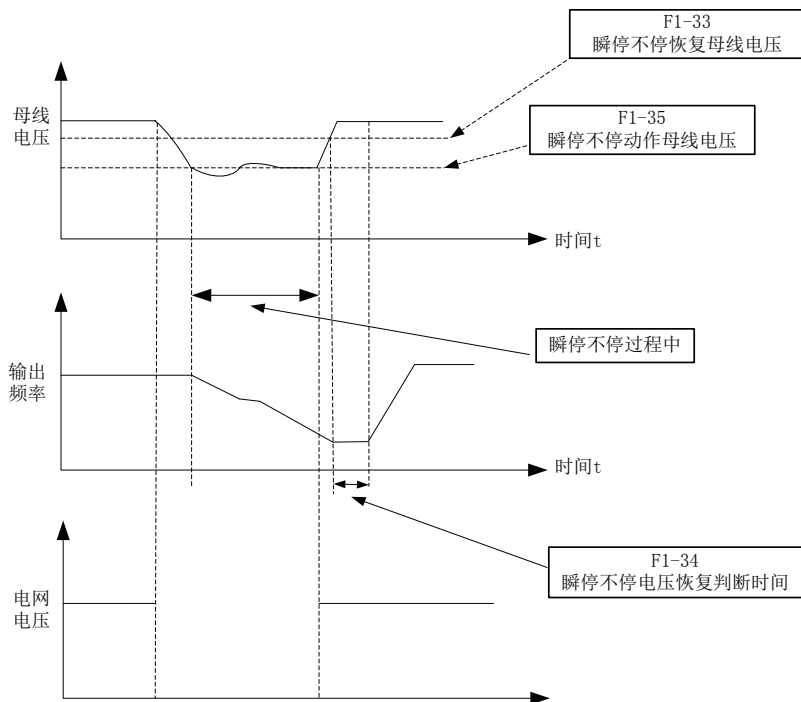 F1-33
瞬停不停恢复母线电压
母线
电压
F1-35
瞬停不停动作母线电压
时间t
瞬停不停过程中
输出
频率
时间t
F1-34
瞬停不停电压恢复判断时间
电网
电压